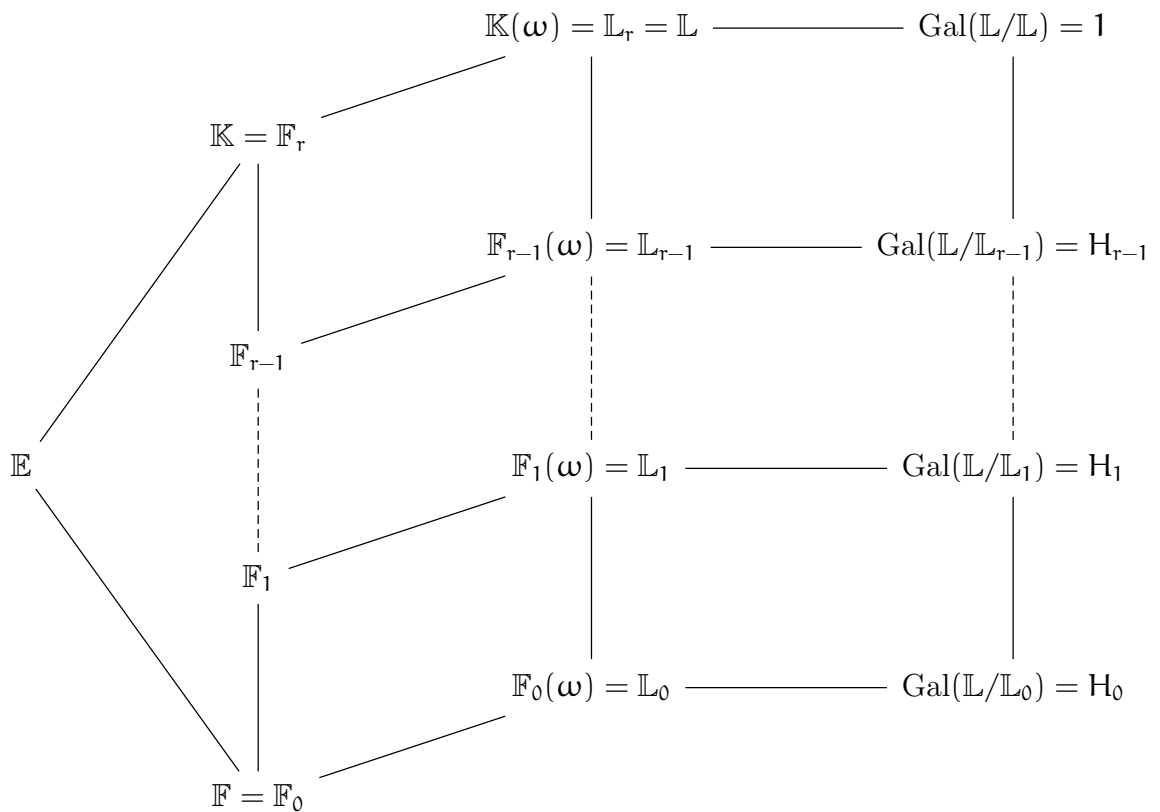 𝕂(ω) = 𝕃ᵣ = 𝕃 Gal(𝕃/𝕃) = 1
𝕂 = 𝔽ᵣ
𝔽ᵣ₋₁(ω) = 𝕃ᵣ₋₁ Gal(𝕃/𝕃ᵣ₋₁) = Hᵣ₋₁
𝔽ᵣ₋₁
𝔼 𝔽₁(ω) = 𝕃₁ Gal(𝕃/𝕃₁) = H₁
𝔽₁
𝔽₀(ω) = 𝕃₀ Gal(𝕃/𝕃₀) = H₀
𝔽 = 𝔽₀